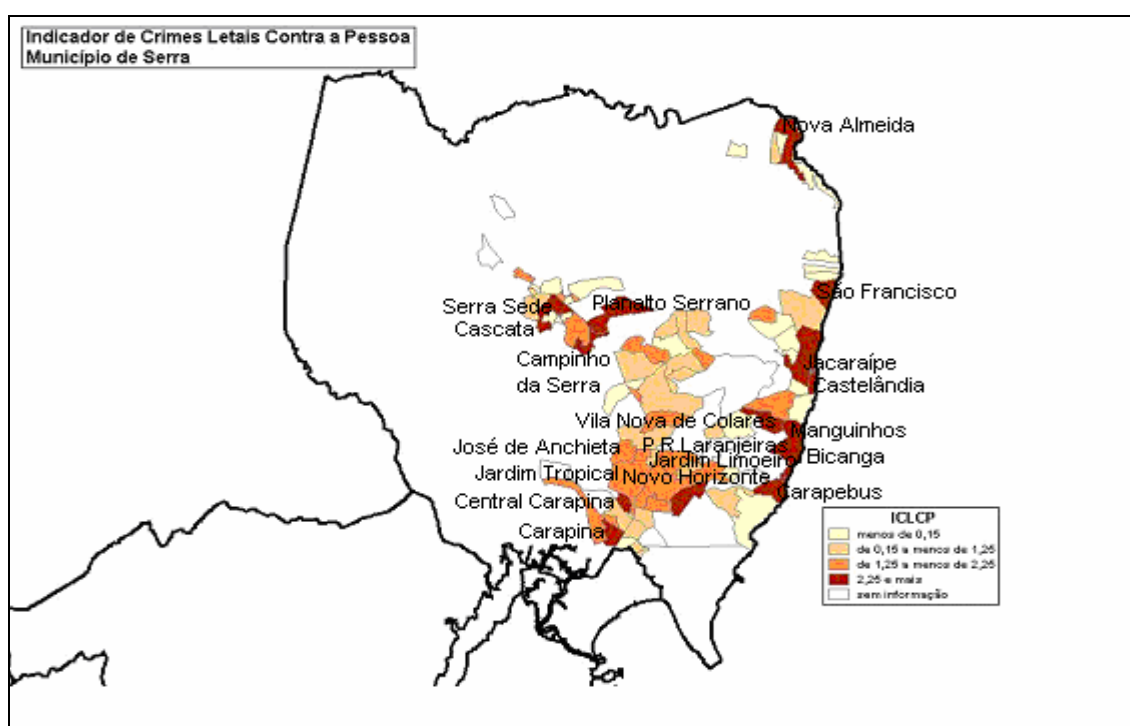 Indicador de Crimes Letais Contra a Pessoa
Município de Serra
Nova Almeida
São Francisco
Serra Sede
Planalto Serrano
Cascata
Campinho
da Serra
Jacaraípe
Castelândia
Vila Nova de Colares
Manguinhos
José de Anchieta
P.R.Laranjeiras
Bicanga
Jardim Limoeiro
Jardim Tropical
Novo Horizonte
Central Carapina
Carapebus
Carapina
ICLCP
menos de 0,15
de 0,15 a menos de 1,25
de 1,25 a menos de 2,25
2,25 e mais
sem informação